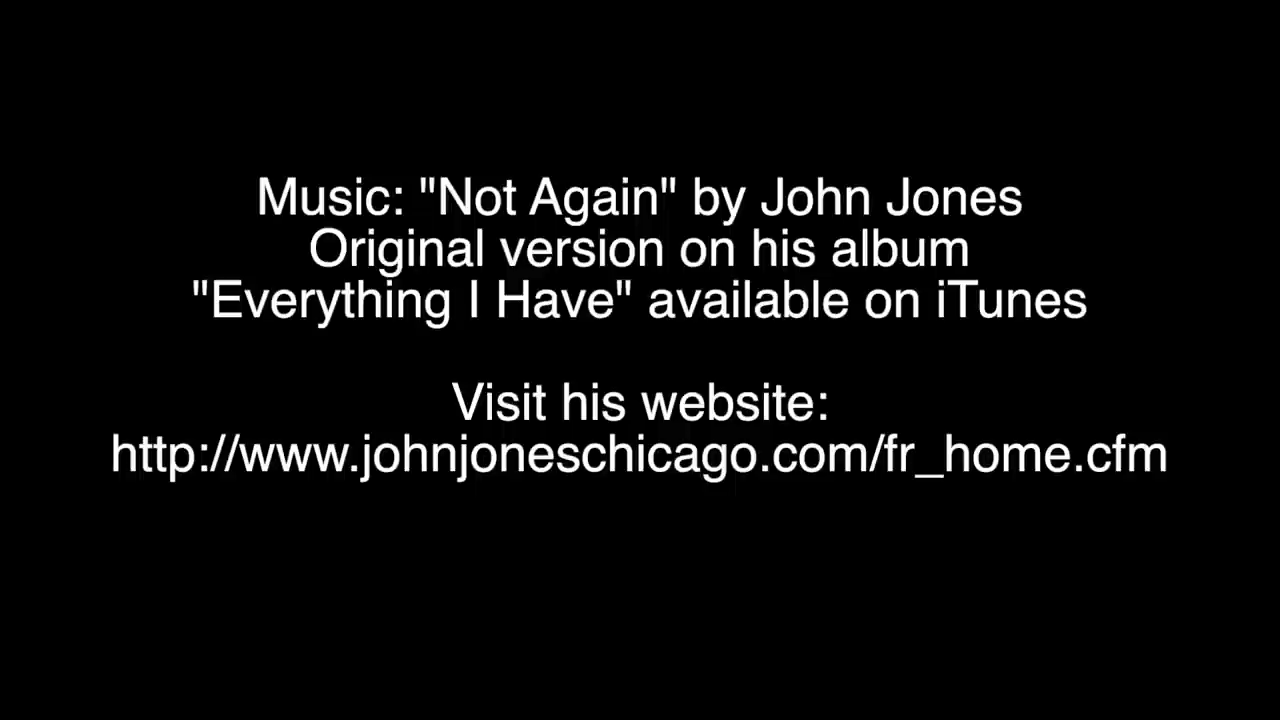 Music: "Not Again" by John Jones
Original version on his album
"Everything I Have" available on iTunes
Visit his website:
http://www.johnjoneschicago.com/fr_home.cfm